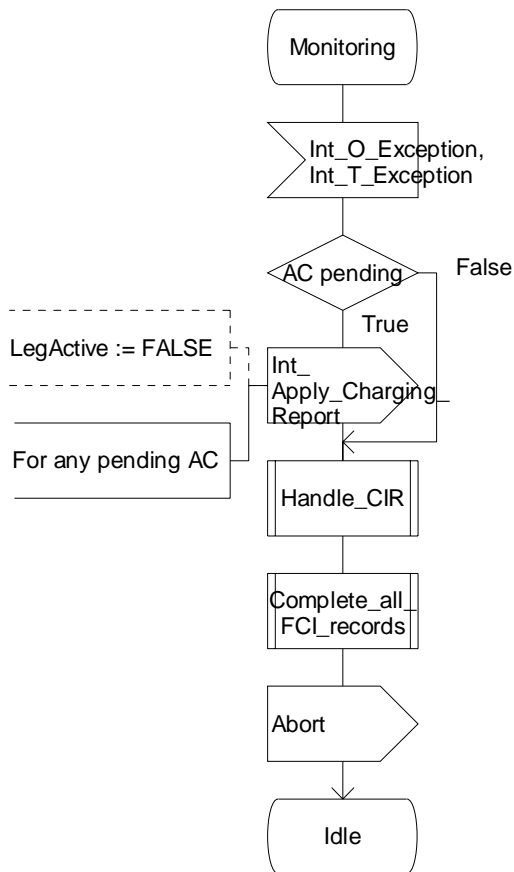 Monitoring
Int_O_Exception,
Int_T_Exception
AC pending
False
True
LegActive := FALSE
Int_
Apply_Charging_
Report
For any pending AC
Handle_CIR
Complete_all_
FCI_records
Abort
Idle